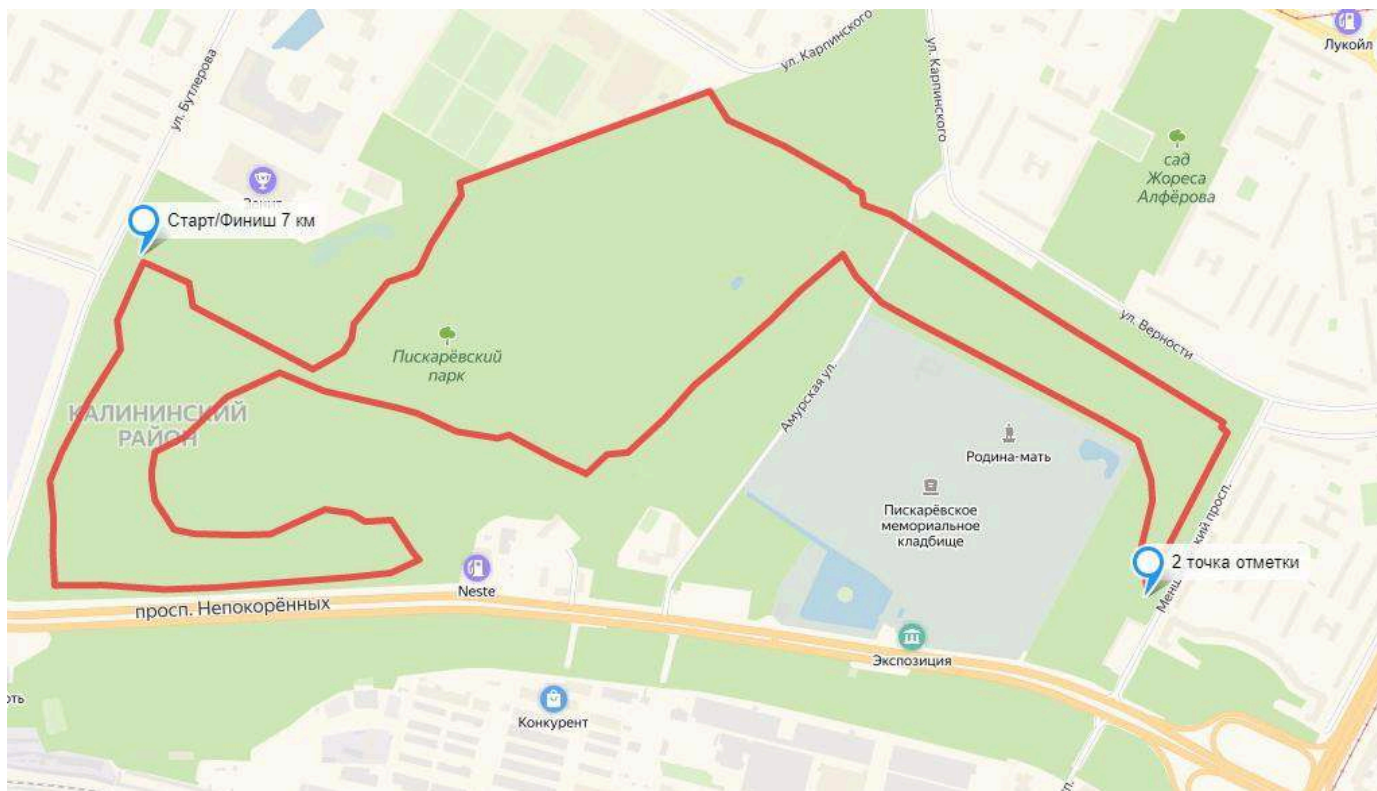 ул. Карпинского
Лукойл
ул. Бутлерова
ул. Карпинского
сад
Жореса
Алфёрова
Старт/Финиш 7 км
ул. Верности
Пискарёвский
парк
КАЛИНИНСКИЙ
РАЙОН
Амурская ул.
Родина-мать
Пискарёвское
мемориальное
кладбище
2 точка отметки
Neste
просп. Непокорённых
Экспозиция
Конкурент